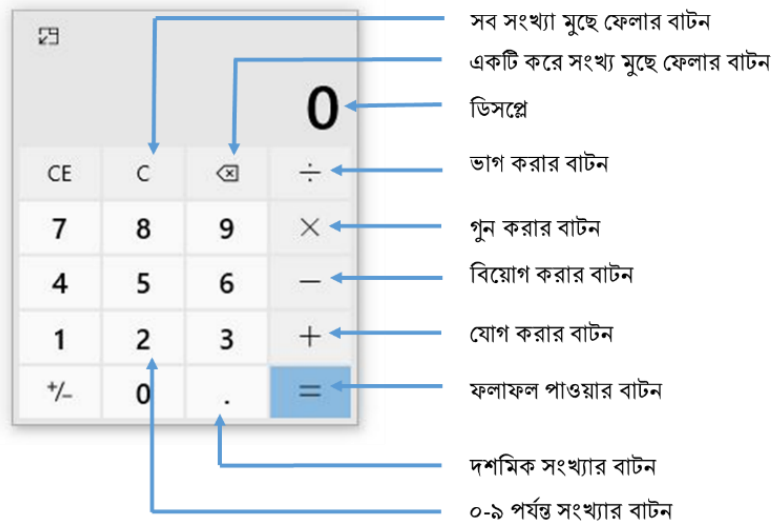 সব সংখ্যা মুছে ফেলার বাটন
একটি করে সংখ্য মুছে ফেলার বাটন
0
ডিসপ্লে
CE C ÷
ভাগ করার বাটন
7 8 9 ×
গুন করার বাটন
4 5 6 −
বিয়োগ করার বাটন
1 2 3 +
যোগ করার বাটন
+/− 0 . =
ফলাফল পাওয়ার বাটন
দশমিক সংখ্যার বাটন
০-৯ পর্যন্ত সংখ্যার বাটন